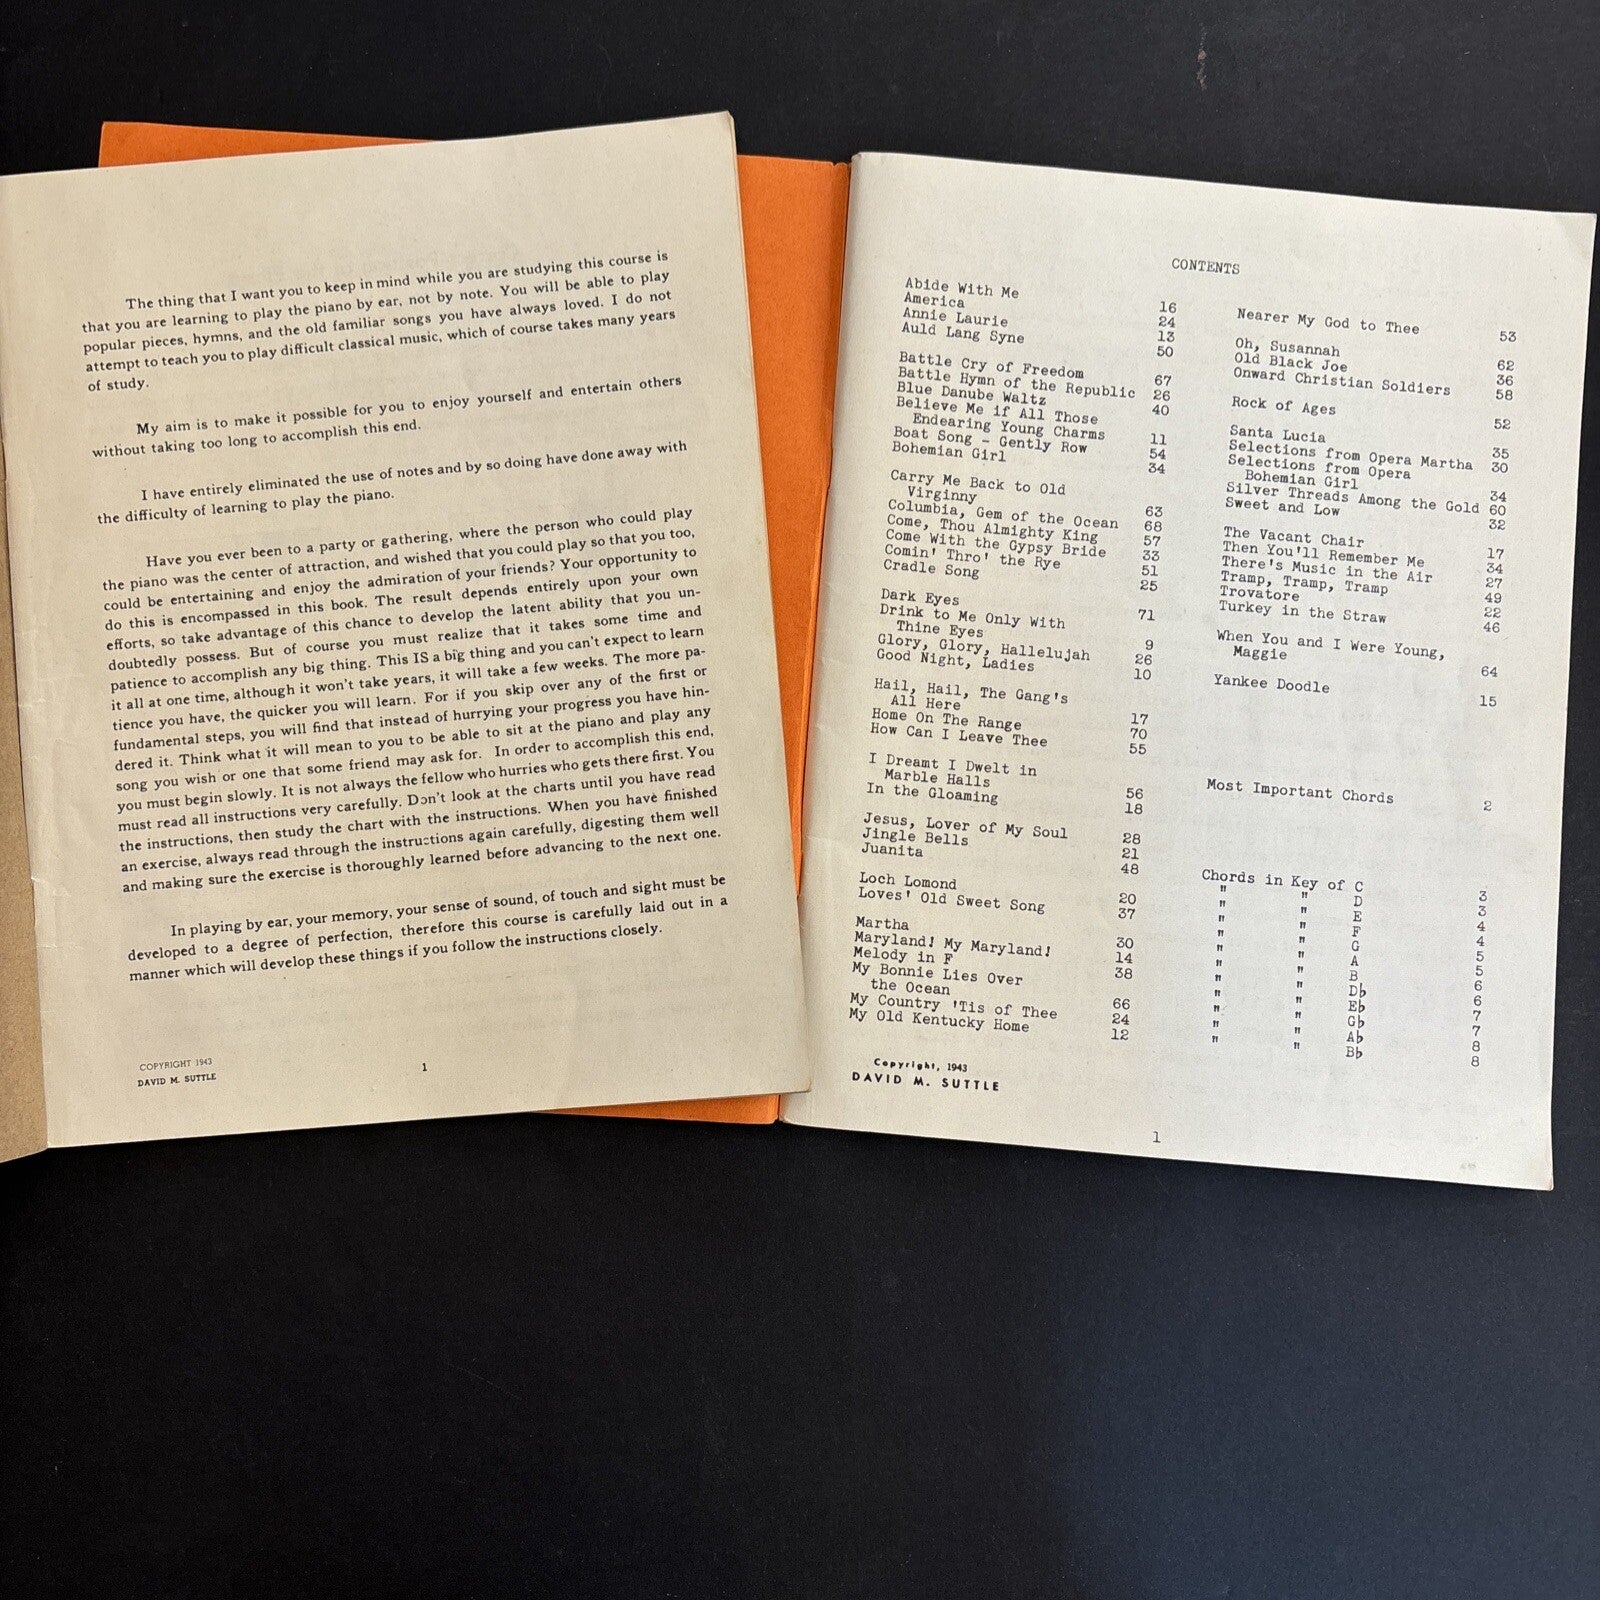 The thing that I want you to keep in mind while you are studying this course is
that you are learning to play the piano by ear, not by note. You will be able to play
popular pieces, hymns, and the old familiar songs you have always loved. I do not
attempt to teach you to play difficult classical music, which of course takes many years
of study.
My aim is to make it possible for you to enjoy yourself and entertain others
without taking too long to accomplish this end.
I have entirely eliminated the use of notes and by so doing have done away with
the difficulty of learning to play the piano.
Have you ever been to a party or gathering, where the person who could play
the piano was the center of attraction, and wished that you could play so that you too,
could be entertaining and enjoy the admiration of your friends? Your opportunity to
do this is encompassed in this book. The result depends entirely upon your own
efforts, so take advantage of this chance to develop the latent ability that you un-
doubtedly possess. But of course you must realize that it takes some time and
patience to accomplish any big thing. This IS a big thing and you can't expect to learn
it all at one time, although it won't take years, it will take a few weeks. The more pa-
tience you have, the quicker you will learn. For if you skip over any of the first or
fundamental steps, you will find that instead of hurrying your progress you have hin-
dered it. Think what it will mean to you to be able to sit at the piano and play any
song you wish or one that some friend may ask for. In order to accomplish this end,
you must begin slowly. It is not always the fellow who hurries who gets there first. You
must read all instructions very carefully. Don't look at the charts until you have read
the instructions, then study the chart with the instructions. When you have finished
an exercise, always read through the instructions again carefully, digesting them well
and making sure the exercise is thoroughly learned before advancing to the next one.
In playing by ear, your memory, your sense of sound, of touch and sight must be
developed to a degree of perfection, therefore this course is carefully laid out in a
manner which will develop these things if you follow the instructions closely.
COPYRIGHT 1943
DAVID M. SUTTLE
1
CONTENTS
Abide With Me 16
America 24
Annie Laurie 13
Auld Lang Syne 50
Battle Cry of Freedom 67
Battle Hymn of the Republic 26
Blue Danube Waltz 40
Believe Me if All Those
Endearing Young Charms 11
Boat Song - Gently Row 54
Bohemian Girl 34
Carry Me Back to Old
Virginny 63
Columbia, Gem of the Ocean 68
Come, Thou Almighty King 57
Come With the Gypsy Bride 33
Comin' Thro' the Rye 51
Cradle Song 25
Dark Eyes 71
Drink to Me Only With
Thine Eyes 9
Glory, Glory, Hallelujah 26
Good Night, Ladies 10
Hail, Hail, The Gang's
All Here 17
Home On The Range 70
How Can I Leave Thee 55
I Dreamt I Dwelt in
Marble Halls 56
In the Gloaming 18
Jesus, Lover of My Soul 28
Jingle Bells 21
Juanita 48
Loch Lomond 20
Loves' Old Sweet Song 37
Martha 30
Maryland! My Maryland! 14
Melody in F 38
My Bonnie Lies Over
the Ocean 66
My Country 'Tis of Thee 24
My Old Kentucky Home 12
Nearer My God to Thee 53
Oh, Susannah 62
Old Black Joe 36
Onward Christian Soldiers 58
Rock of Ages 52
Santa Lucia 35
Selections from Opera Martha 30
Selections from Opera
Bohemian Girl 34
Silver Threads Among the Gold 60
Sweet and Low 32
The Vacant Chair 17
Then You'll Remember Me 34
There's Music in the Air 27
Tramp, Tramp, Tramp 49
Trovatore 22
Turkey in the Straw 46
When You and I Were Young,
Maggie 64
Yankee Doodle 15
Most Important Chords 2
Chords in Key of C 3
" " D 3
" " E 4
" " F 4
" " G 5
" " A 5
" " B 6
" " D♭ 6
" " E♭ 7
" " G♭ 7
" " A♭ 8
" " B♭ 8
Copyright, 1943
DAVID M. SUTTLE
1